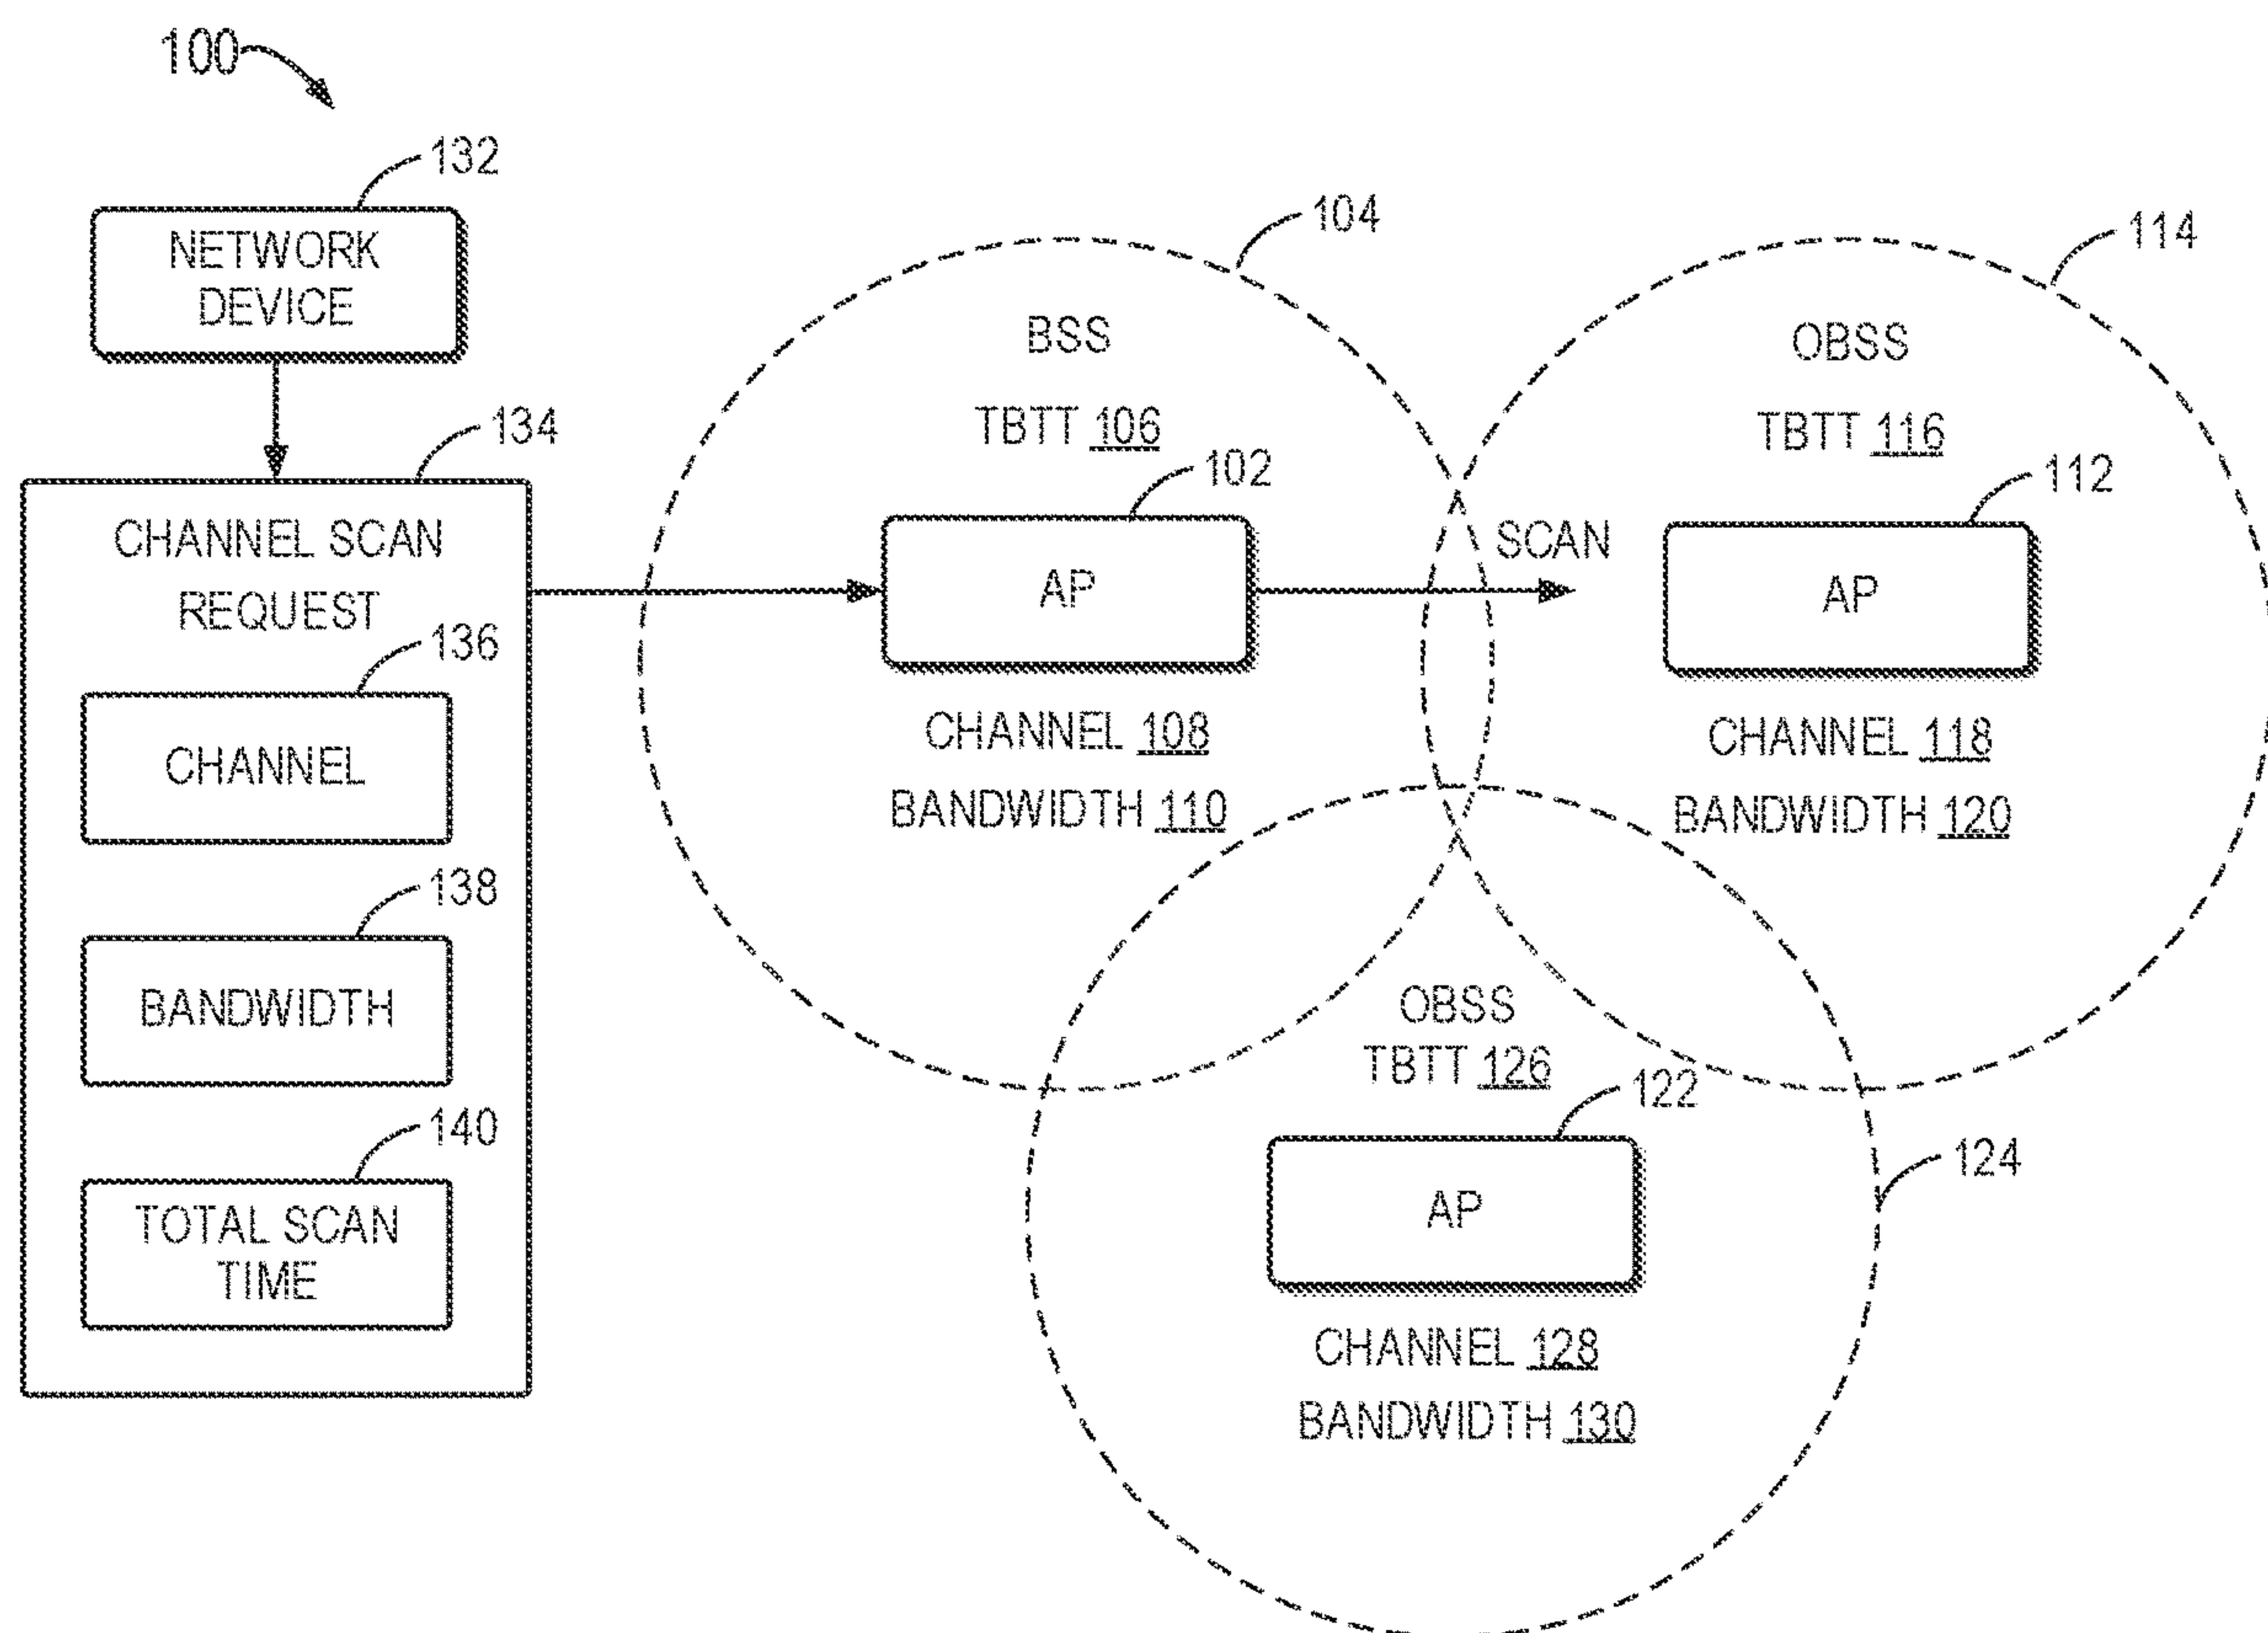 100
132
NETWORK
DEVICE
134
CHANNEL SCAN
REQUEST
136
CHANNEL
138
BANDWIDTH
140
TOTAL SCAN
TIME
104
BSS
TBTT 106
102
AP
CHANNEL 108
BANDWIDTH 110
SCAN
114
OBSS
TBTT 116
112
AP
CHANNEL 118
BANDWIDTH 120
OBSS
TBTT 126
122
AP
124
CHANNEL 128
BANDWIDTH 130